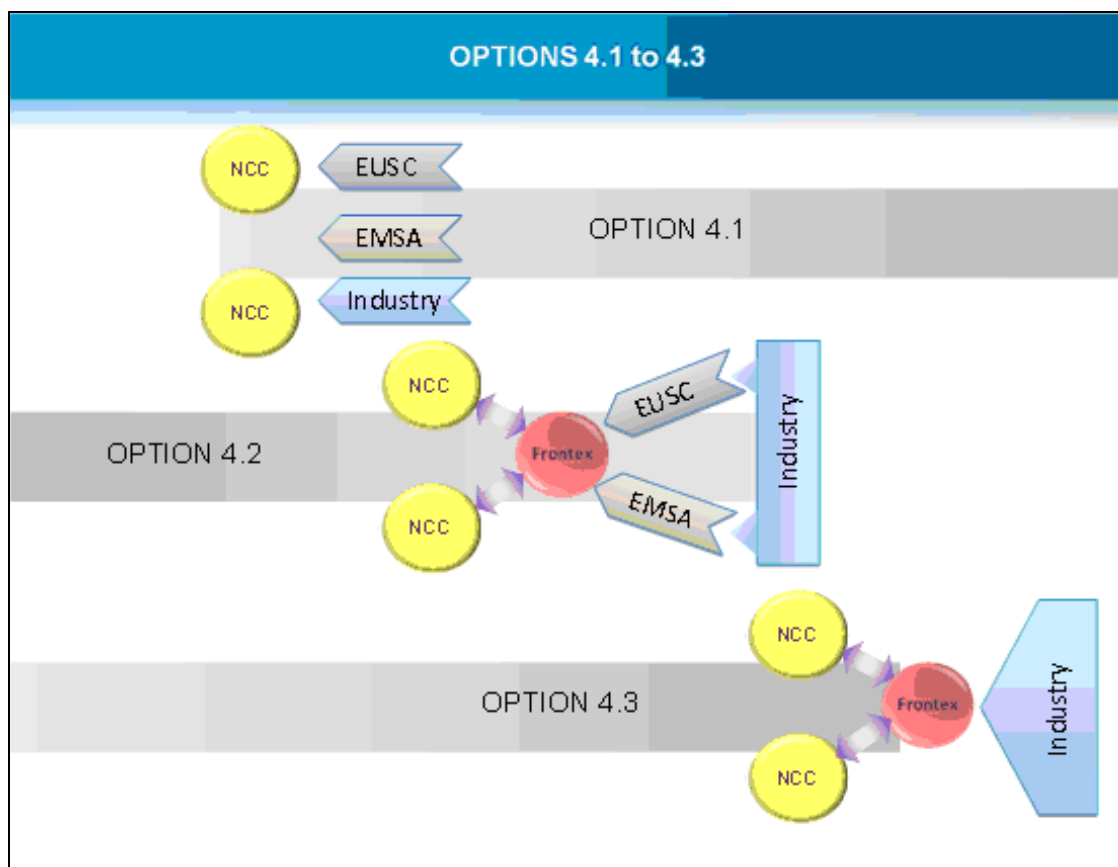 OPTIONS 4.1 to 4.3
NCC
EUSC
OPTION 4.1
EMSA
NCC
Industry
NCC
EUSC
Industry
OPTION 4.2
Frontex
NCC
EMSA
NCC
OPTION 4.3
Frontex
Industry
NCC